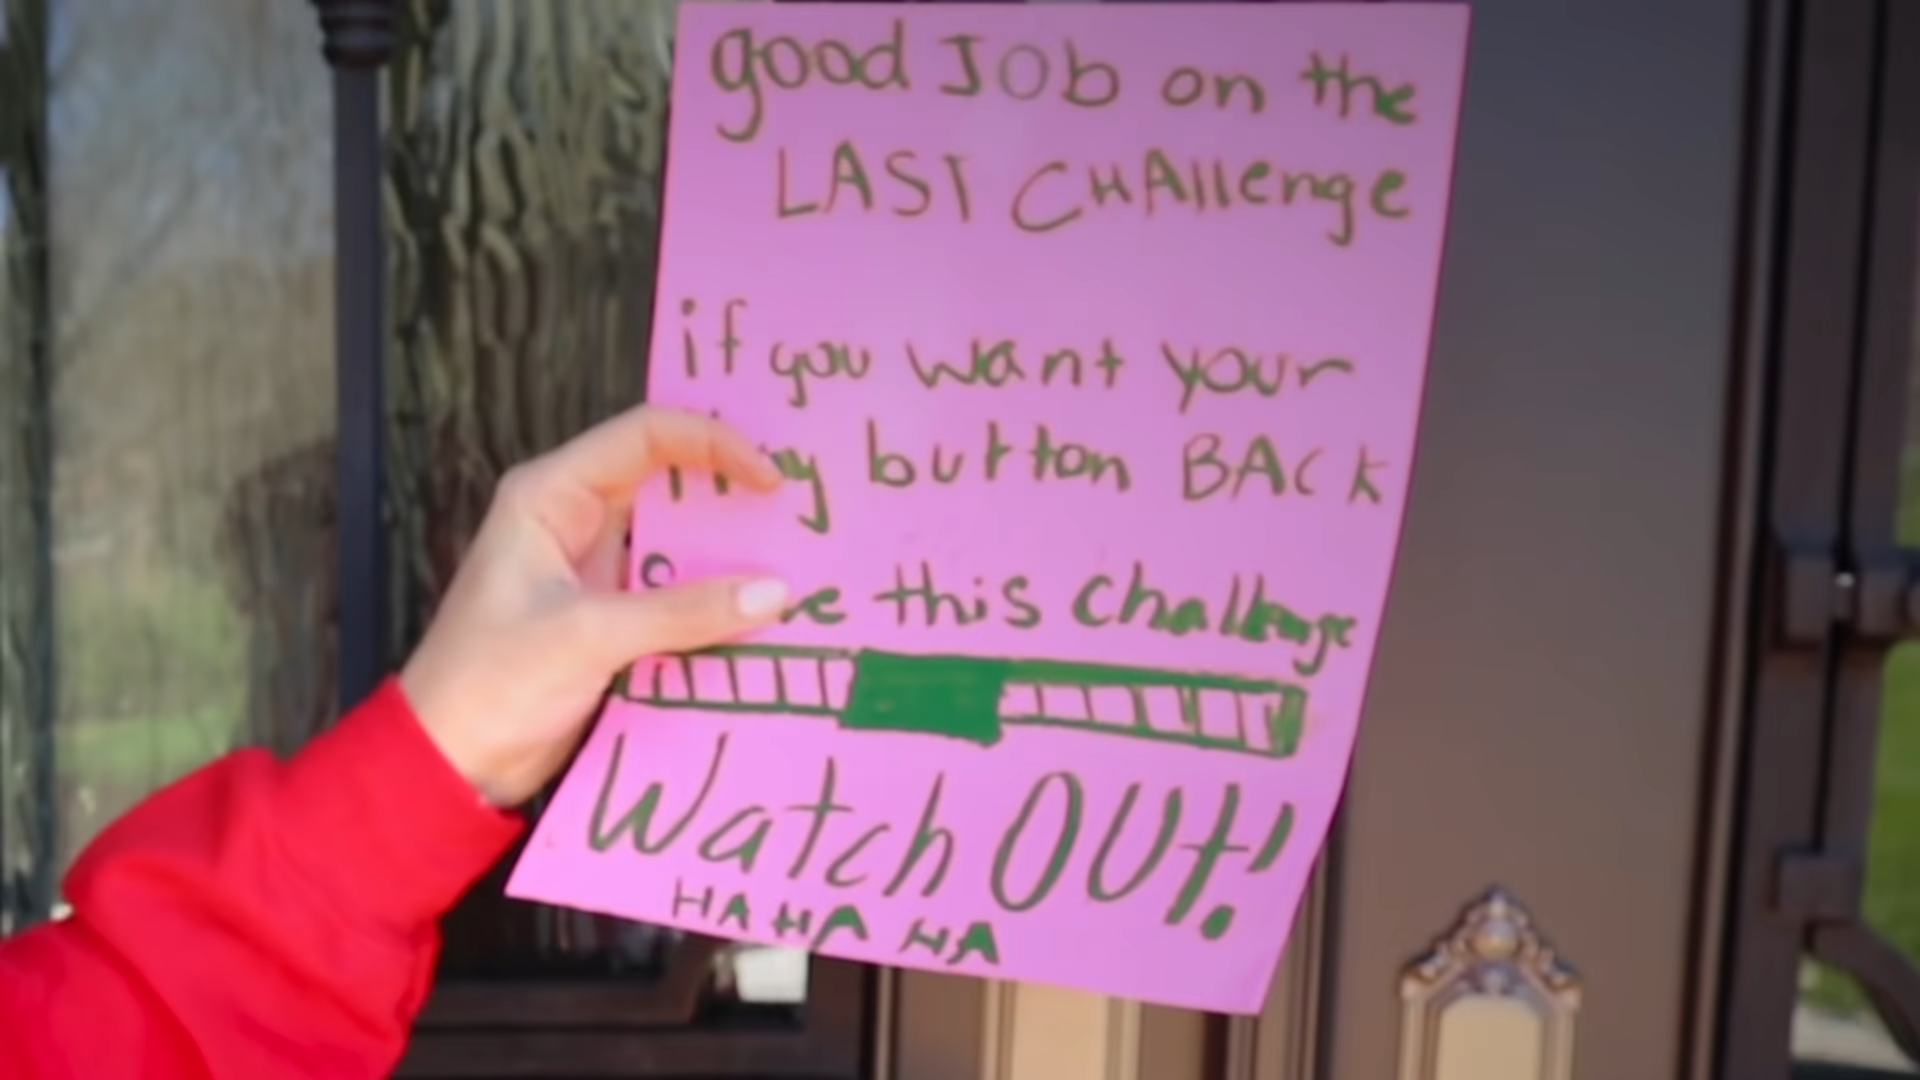 good JOb on the
LAST CHAllenge
if you want your
button BACK
this challenge
Watch OUt!
HA HA HA